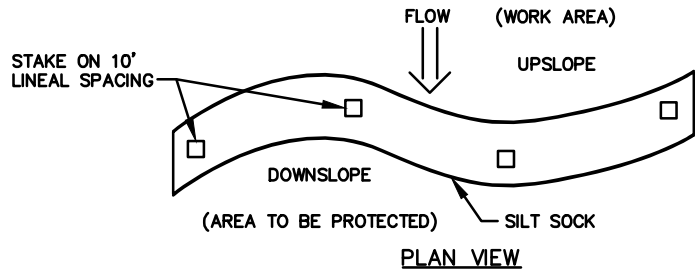 FLOW (WORK AREA)
STAKE ON 10'
LINEAL SPACING
UPSLOPE
DOWNSLOPE
(AREA TO BE PROTECTED)
SILT SOCK
PLAN VIEW